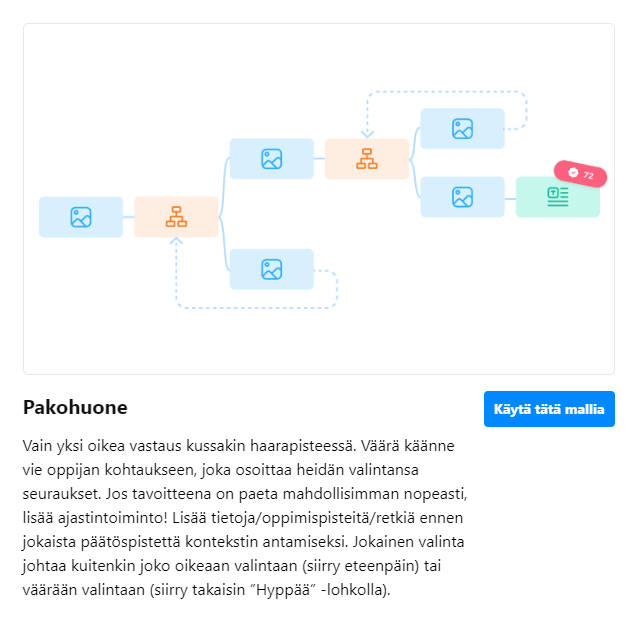 72
Pakohuone
Käytä tätä mallia
Vain yksi oikea vastaus kussakin haarapisteessä. Väärä käänne
vie oppijan kohtaukseen, joka osoittaa heidän valintansa
seuraukset. Jos tavoitteena on paeta mahdollisimman nopeasti,
lisää ajastintoiminto! Lisää tietoja/oppimispisteitä/retkiä ennen
jokaista päätöspistettä kontekstin antamiseksi. Jokainen valinta
johtaa kuitenkin joko oikeaan valintaan (siirry eteenpäin) tai
väärään valintaan (siirry takaisin "Hyppää" -lohkolla).